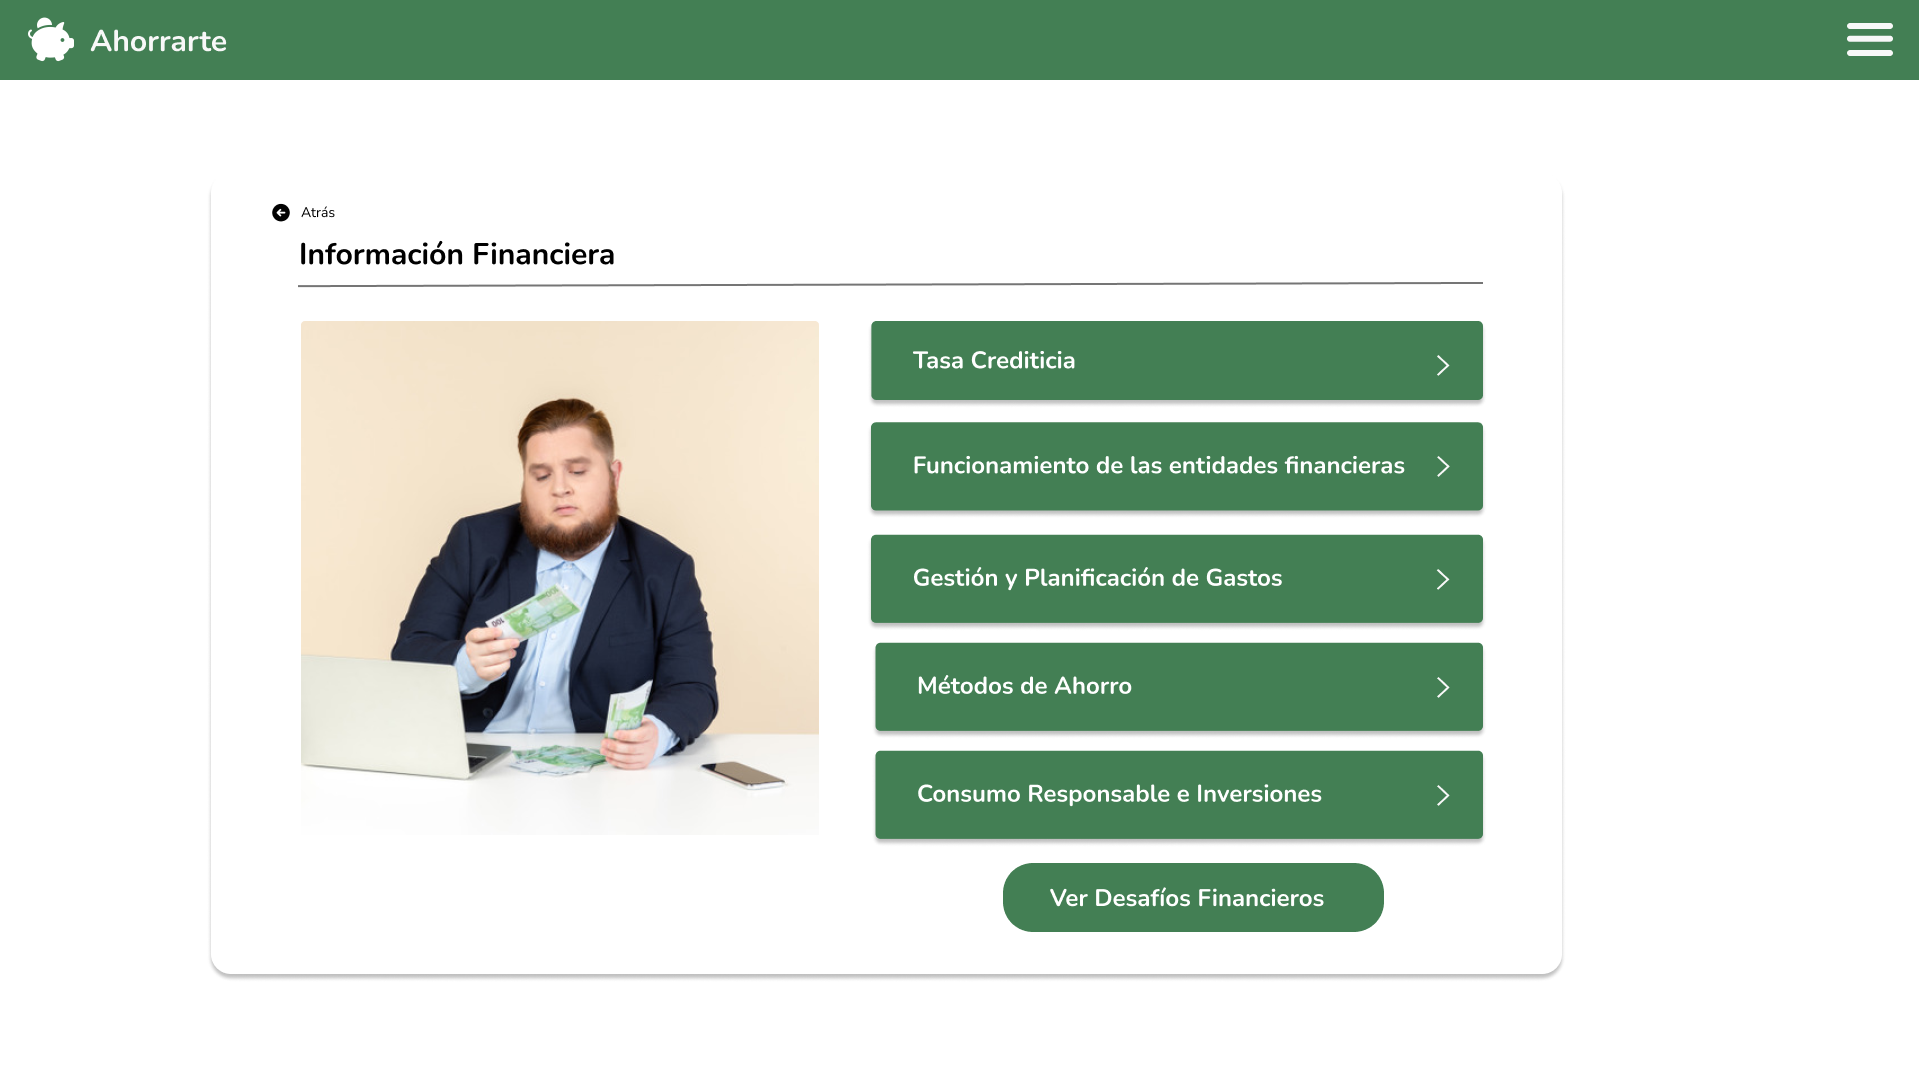 Ahorrarte
Atrás
Información Financiera
Tasa Crediticia
Funcionamiento de las entidades financieras
Gestión y Planificación de Gastos
Métodos de Ahorro
Consumo Responsable e Inversiones
Ver Desafíos Financieros
100